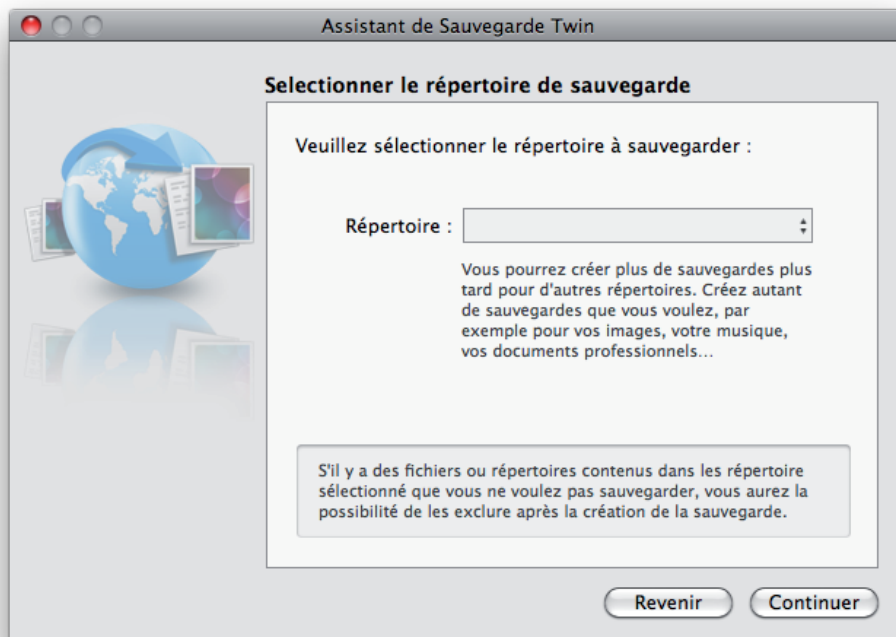 Assistant de Sauvegarde Twin
Selectionner le répertoire de sauvegarde
Veuillez sélectionner le répertoire à sauvegarder :
Répertoire :
Vous pourrez créer plus de sauvegardes plus
tard pour d'autres répertoires. Créez autant
de sauvegardes que vous voulez, par
exemple pour vos images, votre musique,
vos documents professionnels...
S'il y a des fichiers ou répertoires contenus dans les répertoire
sélectionné que vous ne voulez pas sauvegarder, vous aurez la
possibilité de les exclure après la création de la sauvegarde.
Revenir
Continuer